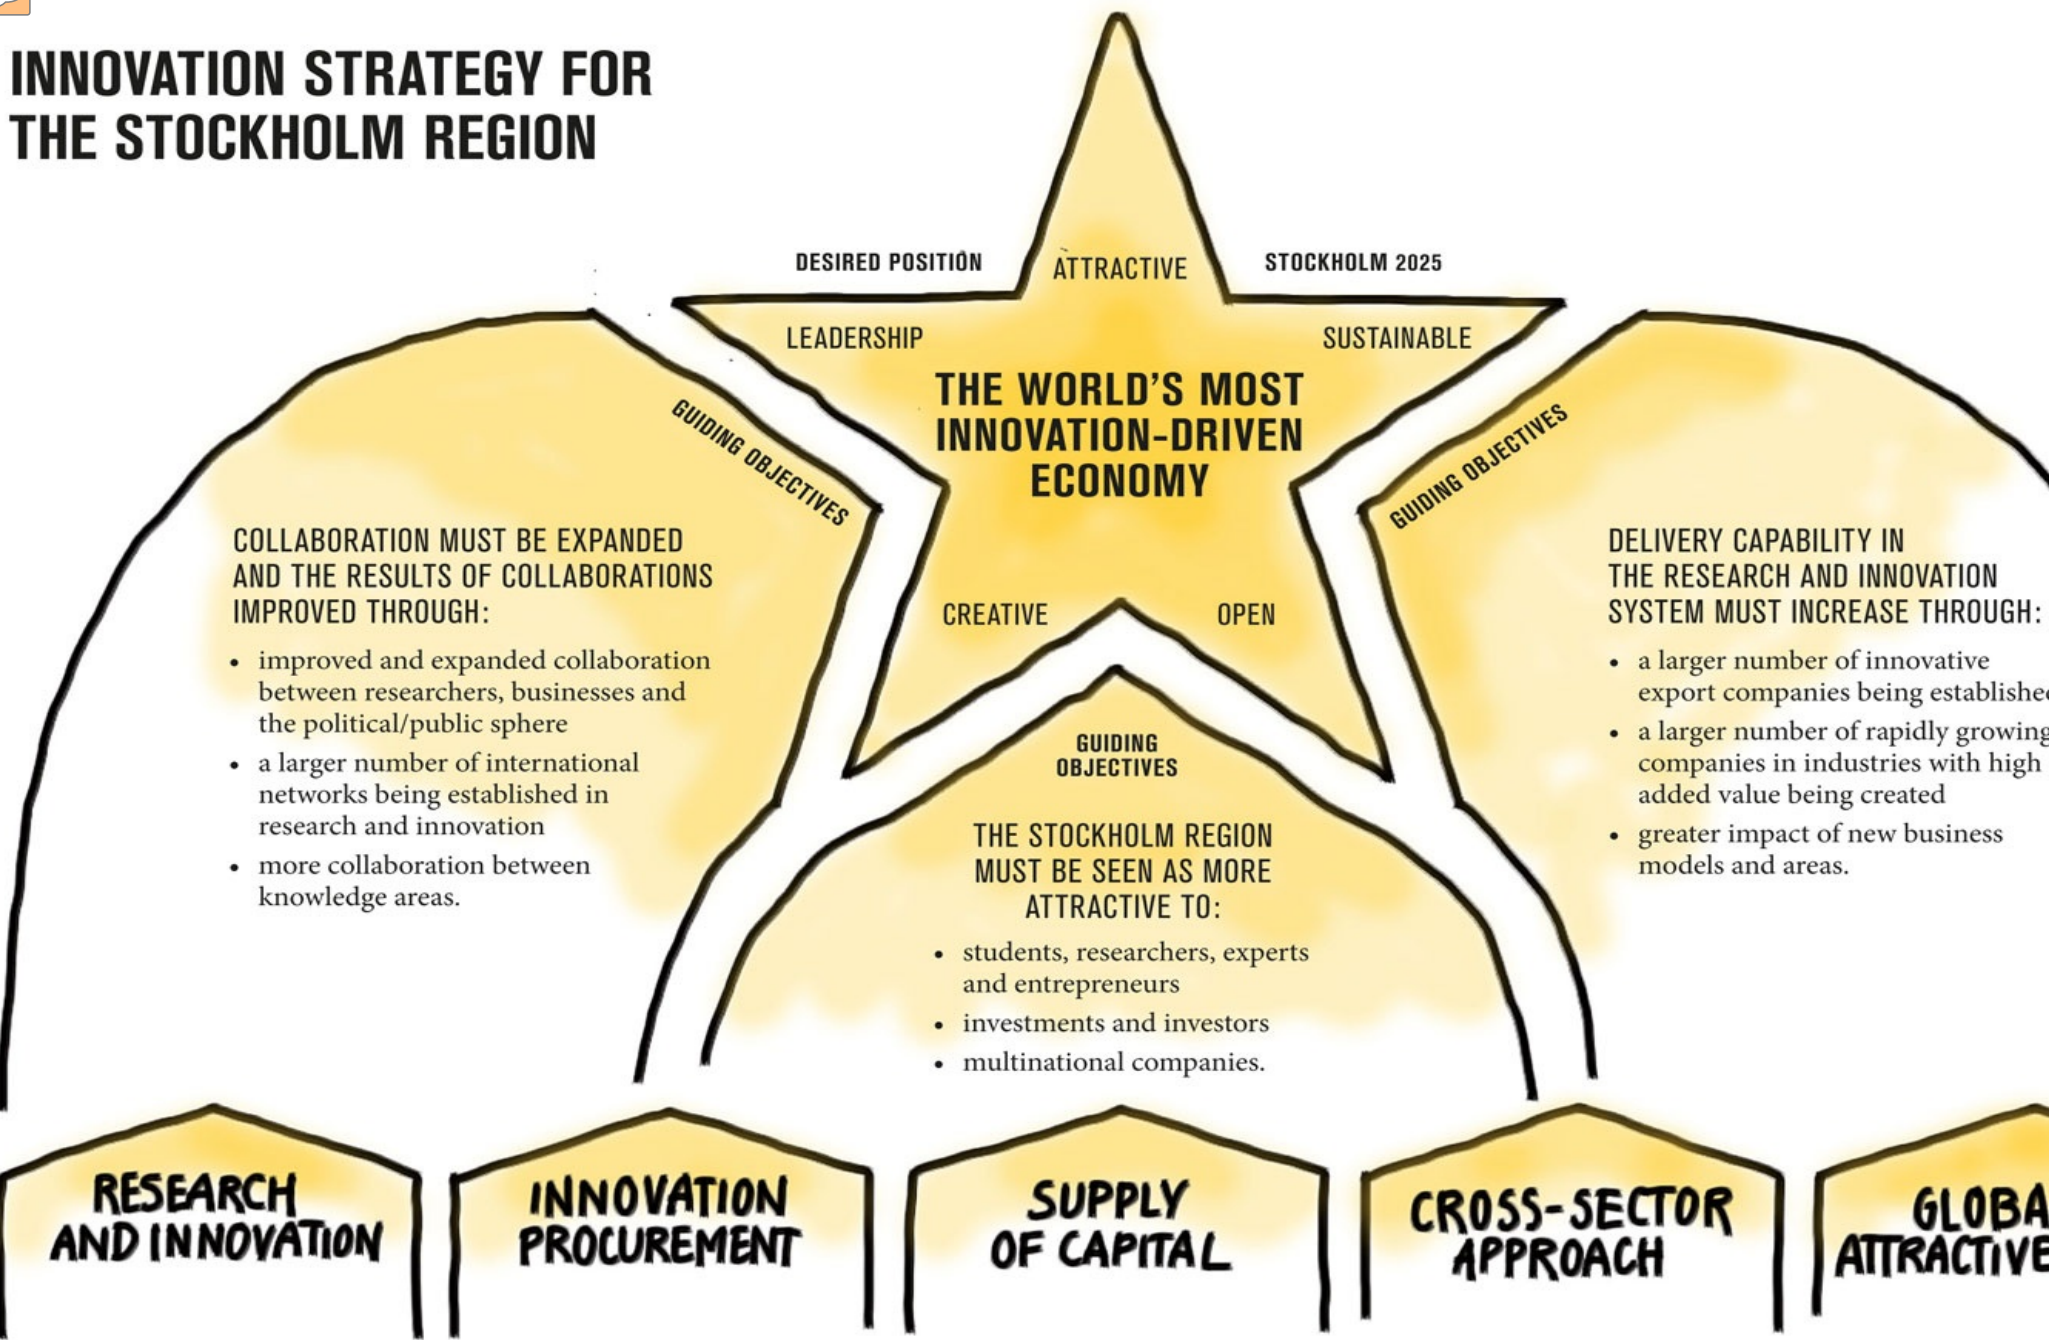 INNOVATION STRATEGY FOR
THE STOCKHOLM REGION
DESIRED POSITION
ATTRACTIVE
STOCKHOLM 2025
LEADERSHIP
SUSTAINABLE
THE WORLD'S MOST
INNOVATION-DRIVEN
ECONOMY
CREATIVE
OPEN
GUIDING OBJECTIVES
COLLABORATION MUST BE EXPANDED
AND THE RESULTS OF COLLABORATIONS
IMPROVED THROUGH:
• improved and expanded collaboration
between researchers, businesses and
the political/public sphere
• a larger number of international
networks being established in
research and innovation
• more collaboration between
knowledge areas.
GUIDING
OBJECTIVES
THE STOCKHOLM REGION
MUST BE SEEN AS MORE
ATTRACTIVE TO:
• students, researchers, experts
and entrepreneurs
• investments and investors
• multinational companies.
GUIDING OBJECTIVES
DELIVERY CAPABILITY IN
THE RESEARCH AND INNOVATION
SYSTEM MUST INCREASE THROUGH:
• a larger number of innovative
export companies being establishe
• a larger number of rapidly growing
companies in industries with high
added value being created
• greater impact of new business
models and areas.
RESEARCH
AND INNOVATION
INNOVATION
PROCUREMENT
SUPPLY
OF CAPITAL
CROSS-SECTOR
APPROACH
GLOBA
ATTRACTIVE